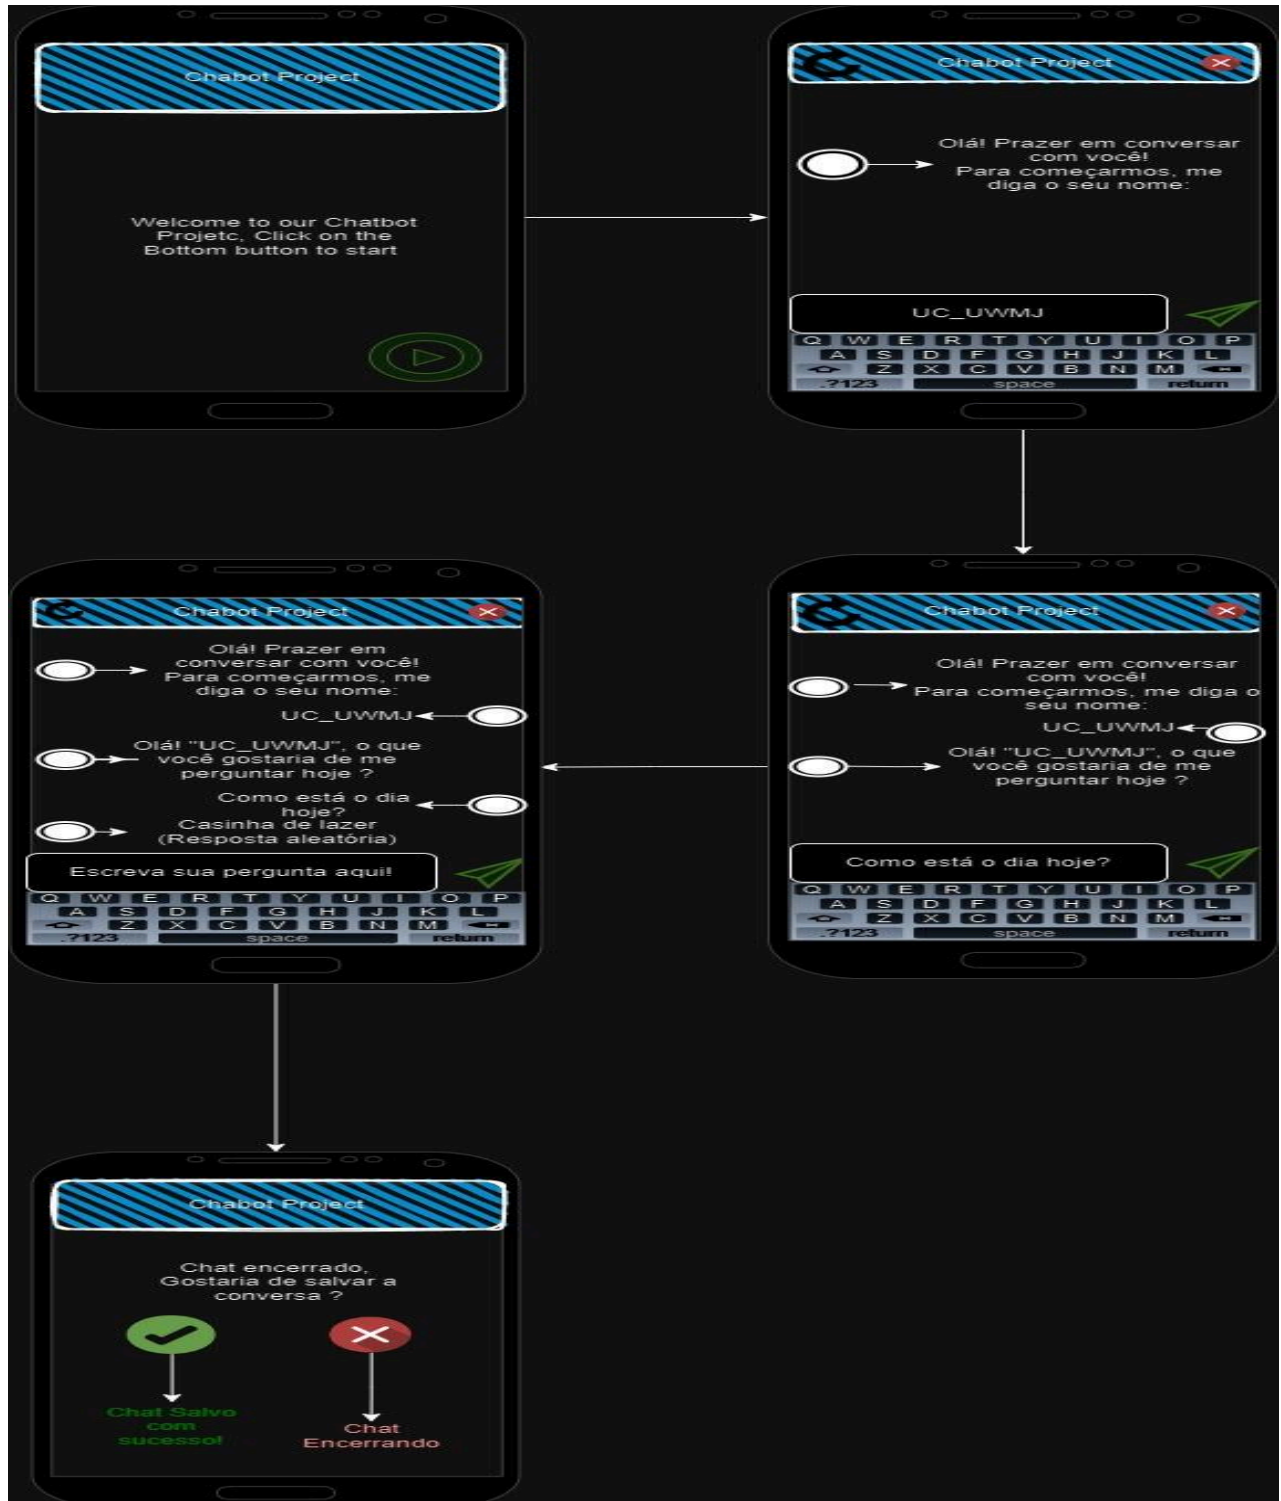 Chabot Project
Welcome to our Chatbot
Projetc, Click on the
Bottom button to start
Chabot Project
Olá! Prazer em conversar
com você!
Para começarmos, me
diga o seu nome:
UC_UWMJ
Q W E R T Y U I O P
A S D F G H J K L
Z X C V B N M
.?123 space return
Chabot Project
Olá! Prazer em conversar
com você!
Para começarmos, me diga o
seu nome:
UC_UWMJ
Olá! "UC_UWMJ", o que
você gostaria de me
perguntar hoje ?
Como está o dia hoje?
Q W E R T Y U I O P
A S D F G H J K L
Z X C V B N M
.?123 space return
Chabot Project
Olá! Prazer em
conversar com você!
Para começarmos, me
diga o seu nome:
UC_UWMJ
Olá! "UC_UWMJ", o que
você gostaria de me
perguntar hoje ?
Como está o dia
hoje?
Casinha de lazer
(Resposta aleatória)
Escreva sua pergunta aqui!
Q W E R T Y U I O P
A S D F G H J K L
Z X C V B N M
.?123 space return
Chabot Project
Chat encerrado,
Gostaria de salvar a
conversa ?
Chat Salvo
com
sucesso!
Chat
Encerrando